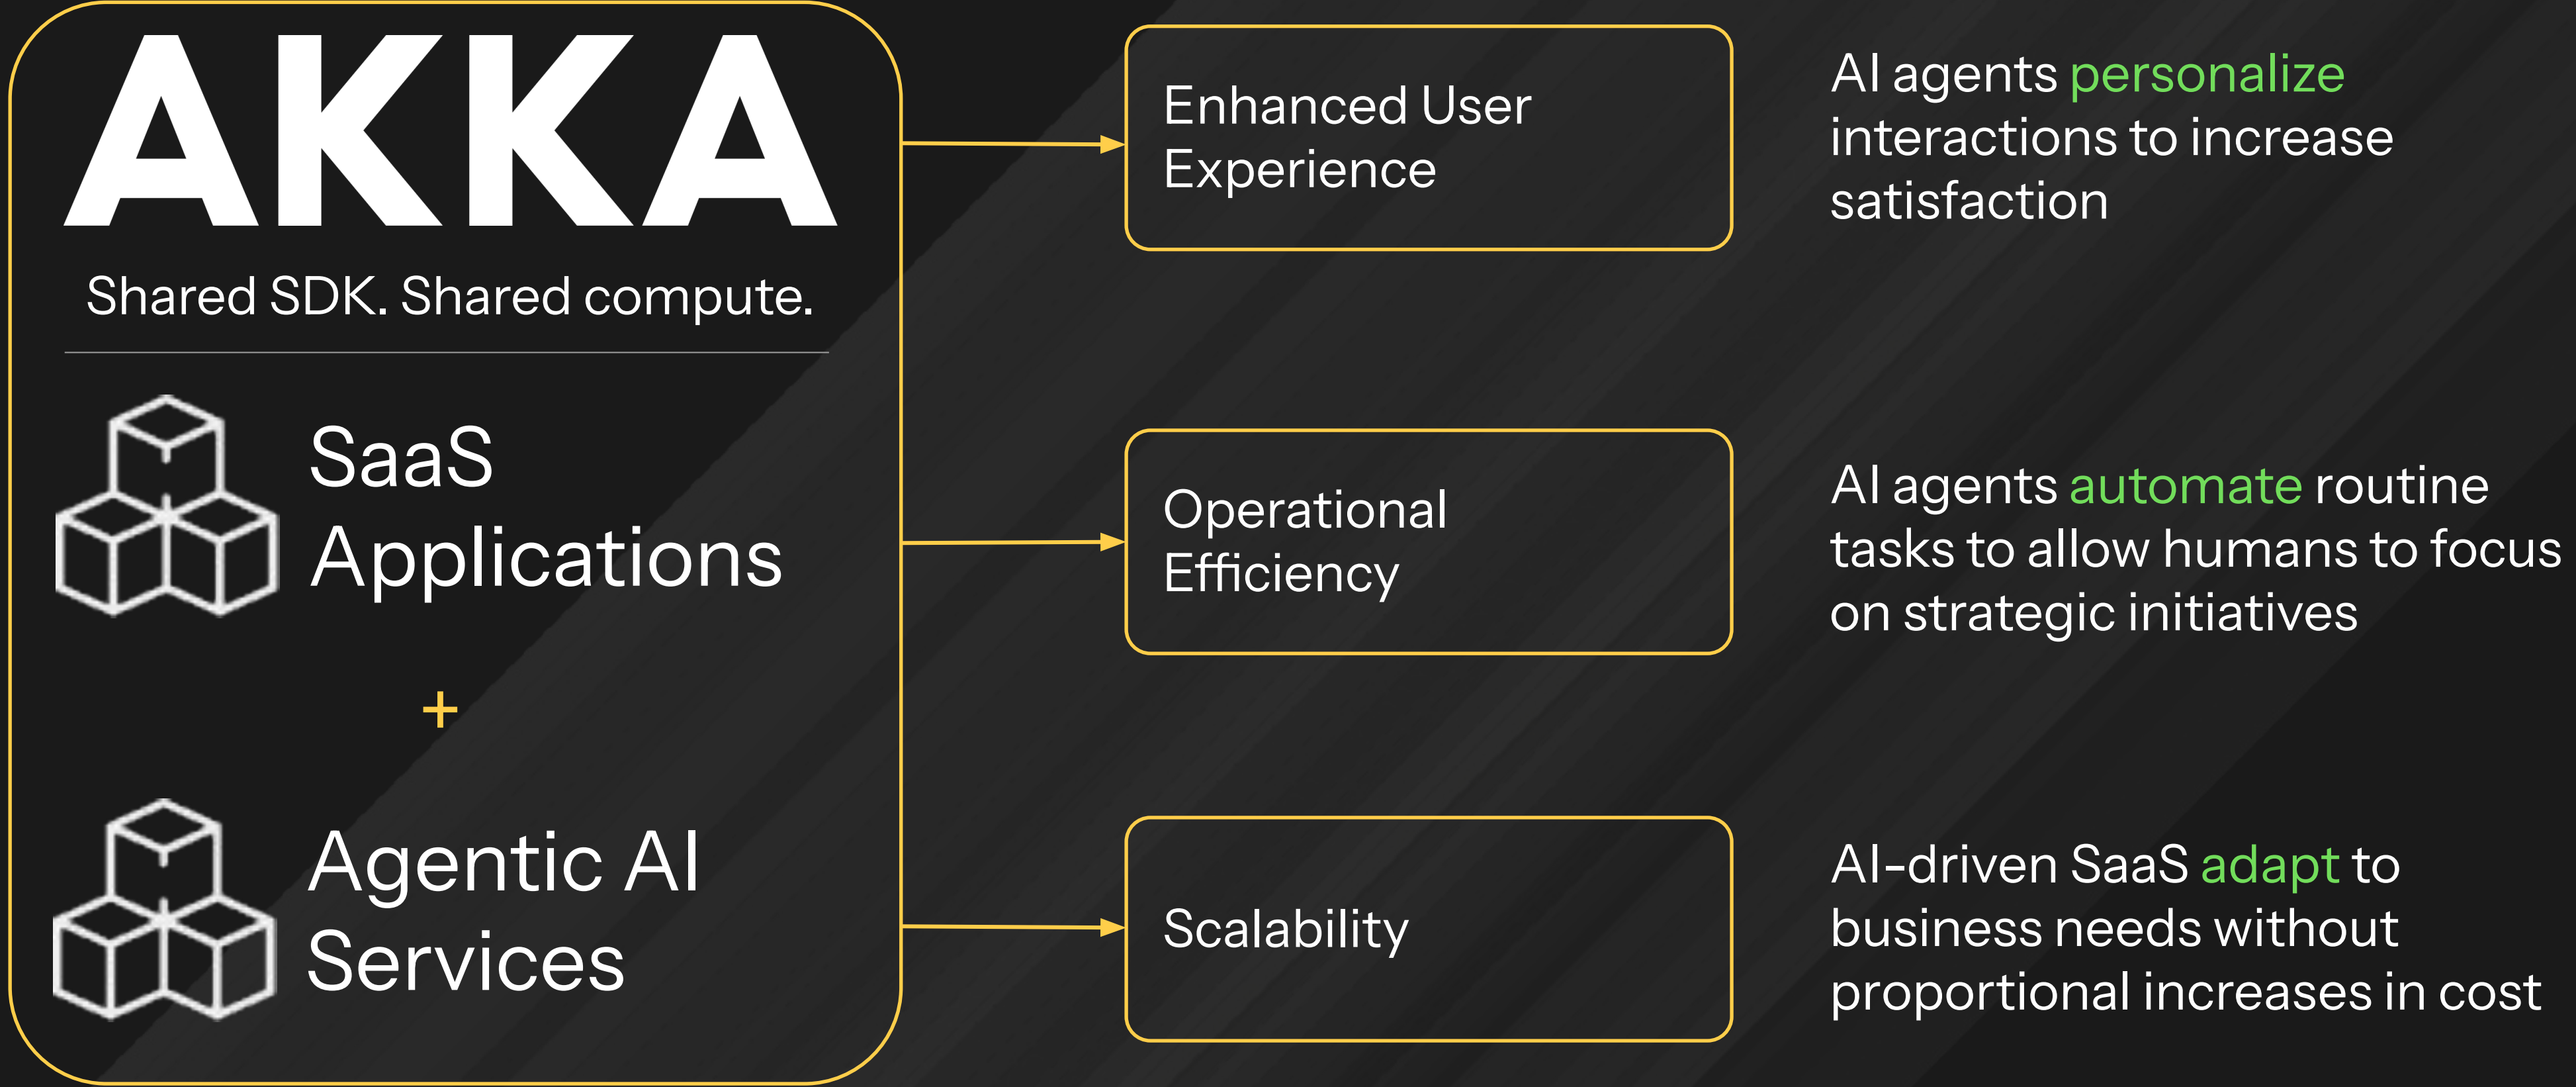 AKKA
Shared SDK. Shared compute.
SaaS
Applications
+
Agentic AI
Services
Enhanced User
Experience
AI agents personalize
interactions to increase
satisfaction
Operational
Efficiency
AI agents automate routine
tasks to allow humans to focus
on strategic initiatives
Scalability
AI-driven SaaS adapt to
business needs without
proportional increases in cost